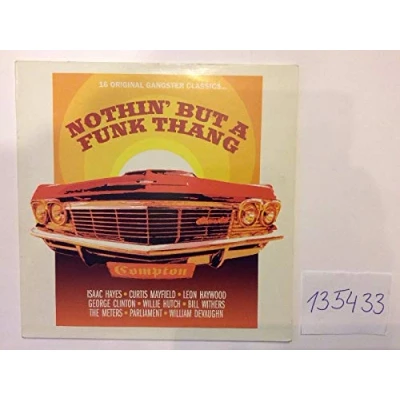 16 ORIGINAL GANGSTER CLASSICS...
NOTHIN' BUT A
FUNK THANG
Compton
ISAAC HAYES • CURTIS MAYFIELD • LEON HAYWOOD
GEORGE CLINTON • WILLIE HUTCH • BILL WITHERS
THE METERS • PARLIAMENT • WILLIAM DEVAUGHN
135433